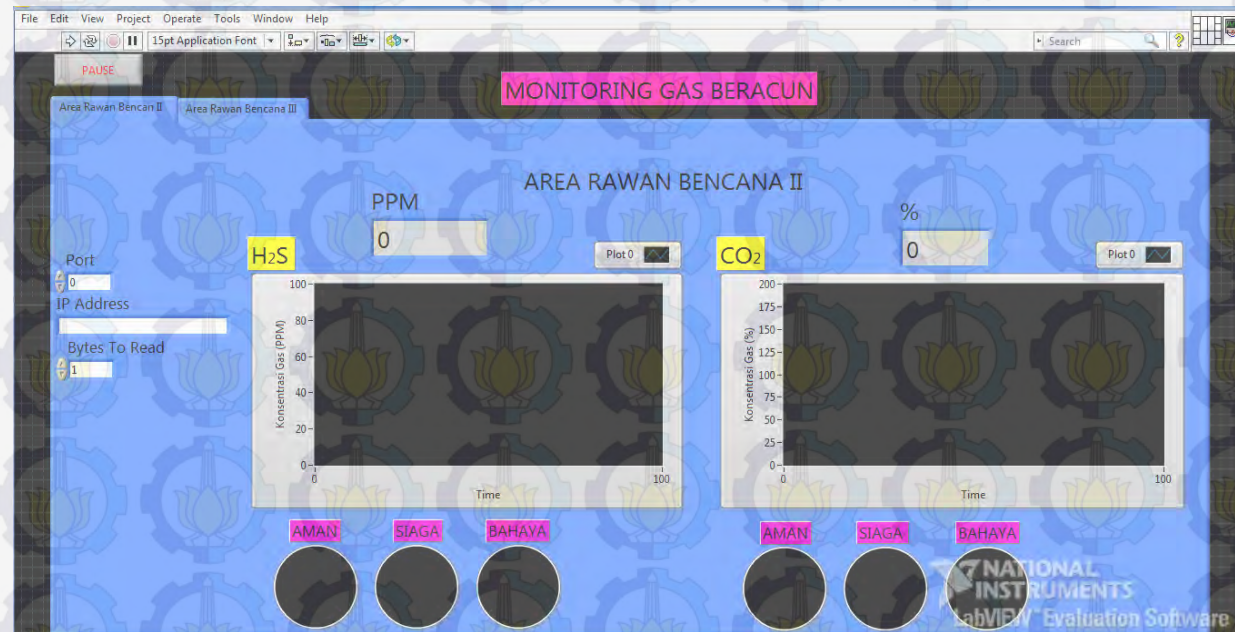 File Edit View Project Operate Tools Window Help
15pt Application Font
Search
PAUSE
MONITORING GAS BERACUN
Area Rawan Bencan II
Area Rawan Bencana III
AREA RAWAN BENCANA II
PPM
0
%
0
H2S
Plot 0
CO2
Plot 0
Port
0
IP Address
Bytes To Read
1
Konsentrasi Gas (PPM)
100
80
60
40
20
0
0
100
Time
Konsentrasi Gas (%)
200
175
150
125
100
75
50
25
0
0
100
Time
AMAN SIAGA BAHAYA
AMAN SIAGA BAHAYA
NATIONAL
INSTRUMENTS
LabVIEW™ Evaluation Software